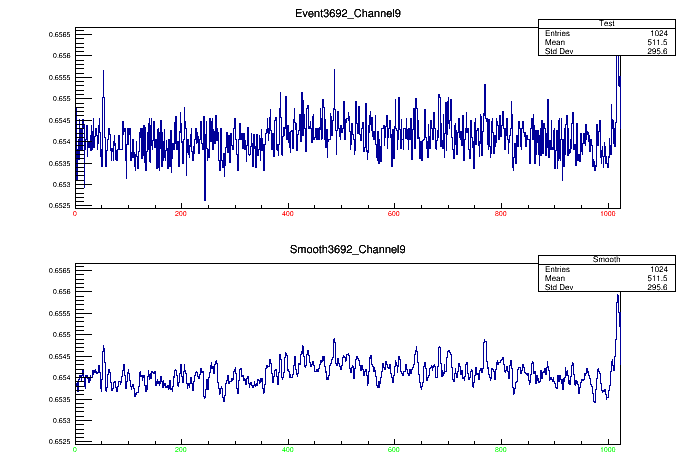 Event3692_Channel9
Test
Entries 1024
Mean 511.5
Std Dev 295.6
0.6565
0.656
0.6555
0.655
0.6545
0.654
0.6535
0.653
0.6525
0 200 400 600 800 1000
Smooth3692_Channel9
Smooth
Entries 1024
Mean 511.5
Std Dev 295.6
0.6565
0.656
0.6555
0.655
0.6545
0.654
0.6535
0.653
0.6525
0 200 400 600 800 1000